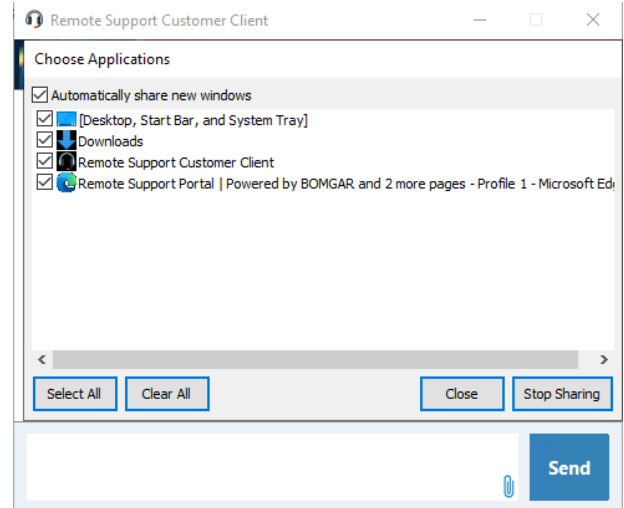 Remote Support Customer Client
Choose Applications
Automatically share new windows
[Desktop, Start Bar, and System Tray]
Downloads
Remote Support Customer Client
Remote Support Portal | Powered by BOMGAR and 2 more pages - Profile 1 - Microsoft Edg
Select All
Clear All
Close
Stop Sharing
Send